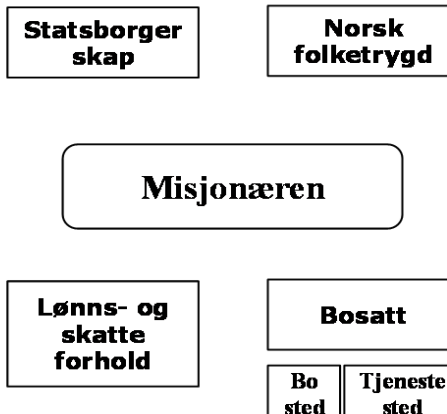 Statsborger
skap
Norsk
folketrygd
Misjonæren
Lønns- og
skatte
forhold
Bosatt
Bo
sted
Tjeneste
sted